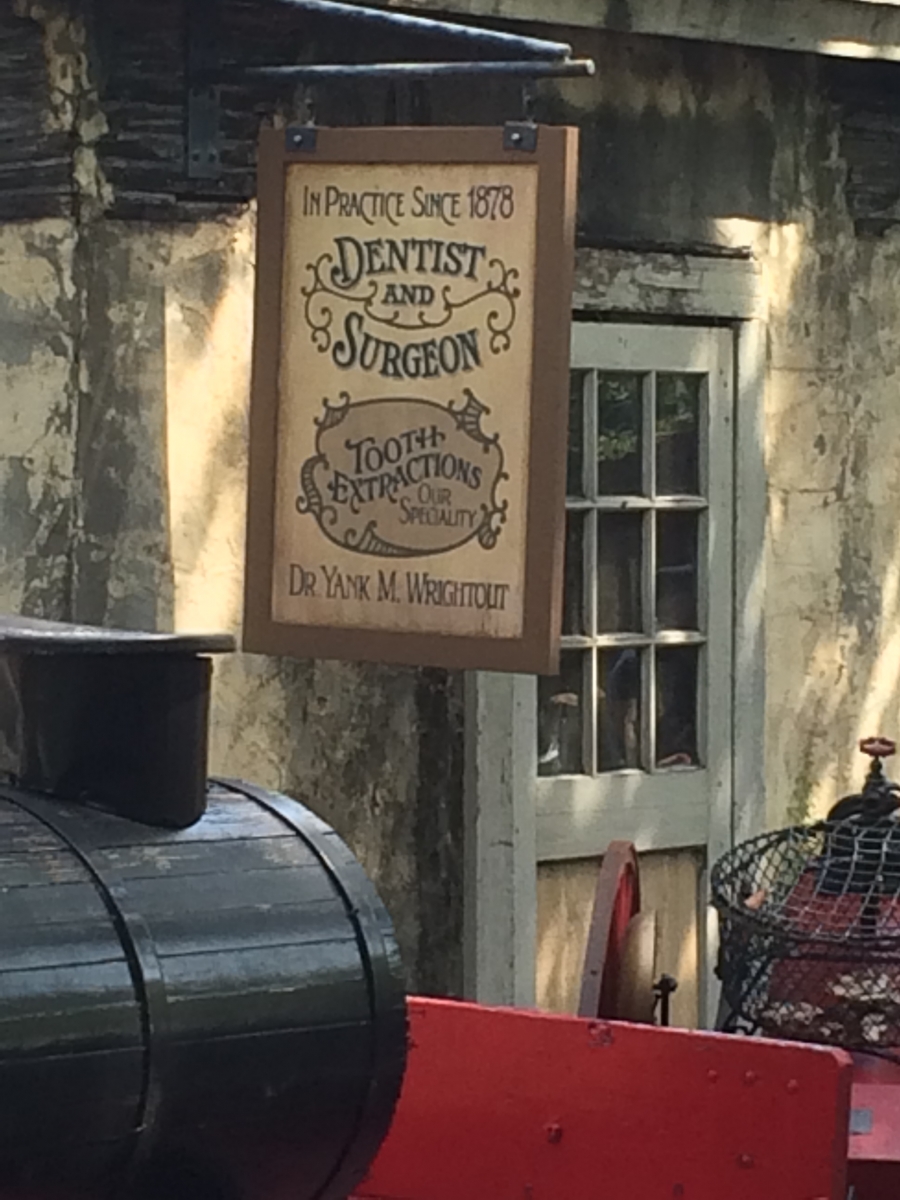 In Practice Since 1878
Dentist
and
Surgeon
Tooth
Extractions
Our
Speciality
Dr. Yank M. Wrightout